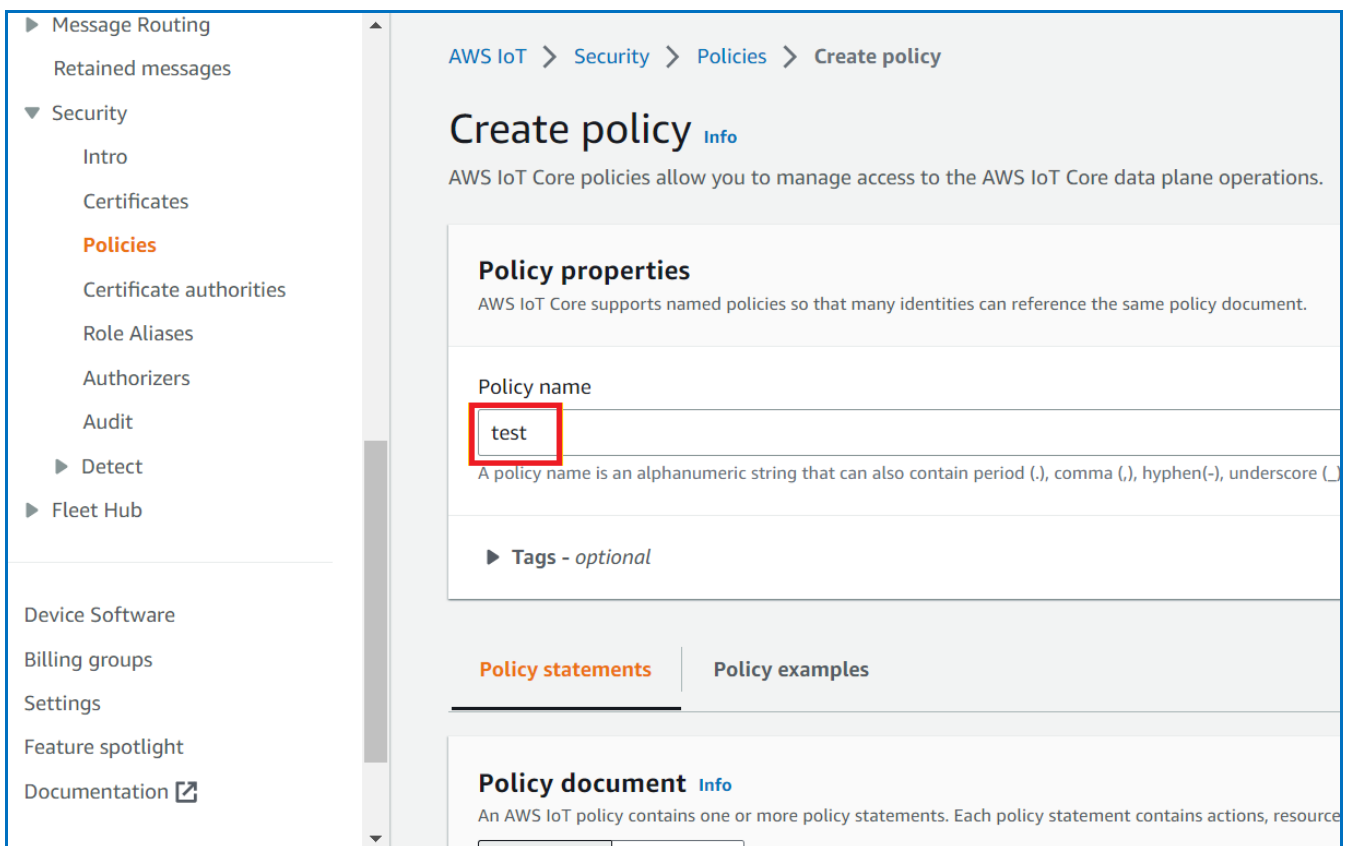 Message Routing
Retained messages
Security
Intro
Certificates
Policies
Certificate authorities
Role Aliases
Authorizers
Audit
Detect
Fleet Hub
Device Software
Billing groups
Settings
Feature spotlight
Documentation
AWS IoT > Security > Policies > Create policy
Create policy Info
AWS IoT Core policies allow you to manage access to the AWS IoT Core data plane operations.
Policy properties
AWS IoT Core supports named policies so that many identities can reference the same policy document.
Policy name
test
A policy name is an alphanumeric string that can also contain period (.), comma (,), hyphen(-), underscore (_)
Tags - optional
Policy statements Policy examples
Policy document Info
An AWS IoT policy contains one or more policy statements. Each policy statement contains actions, resource